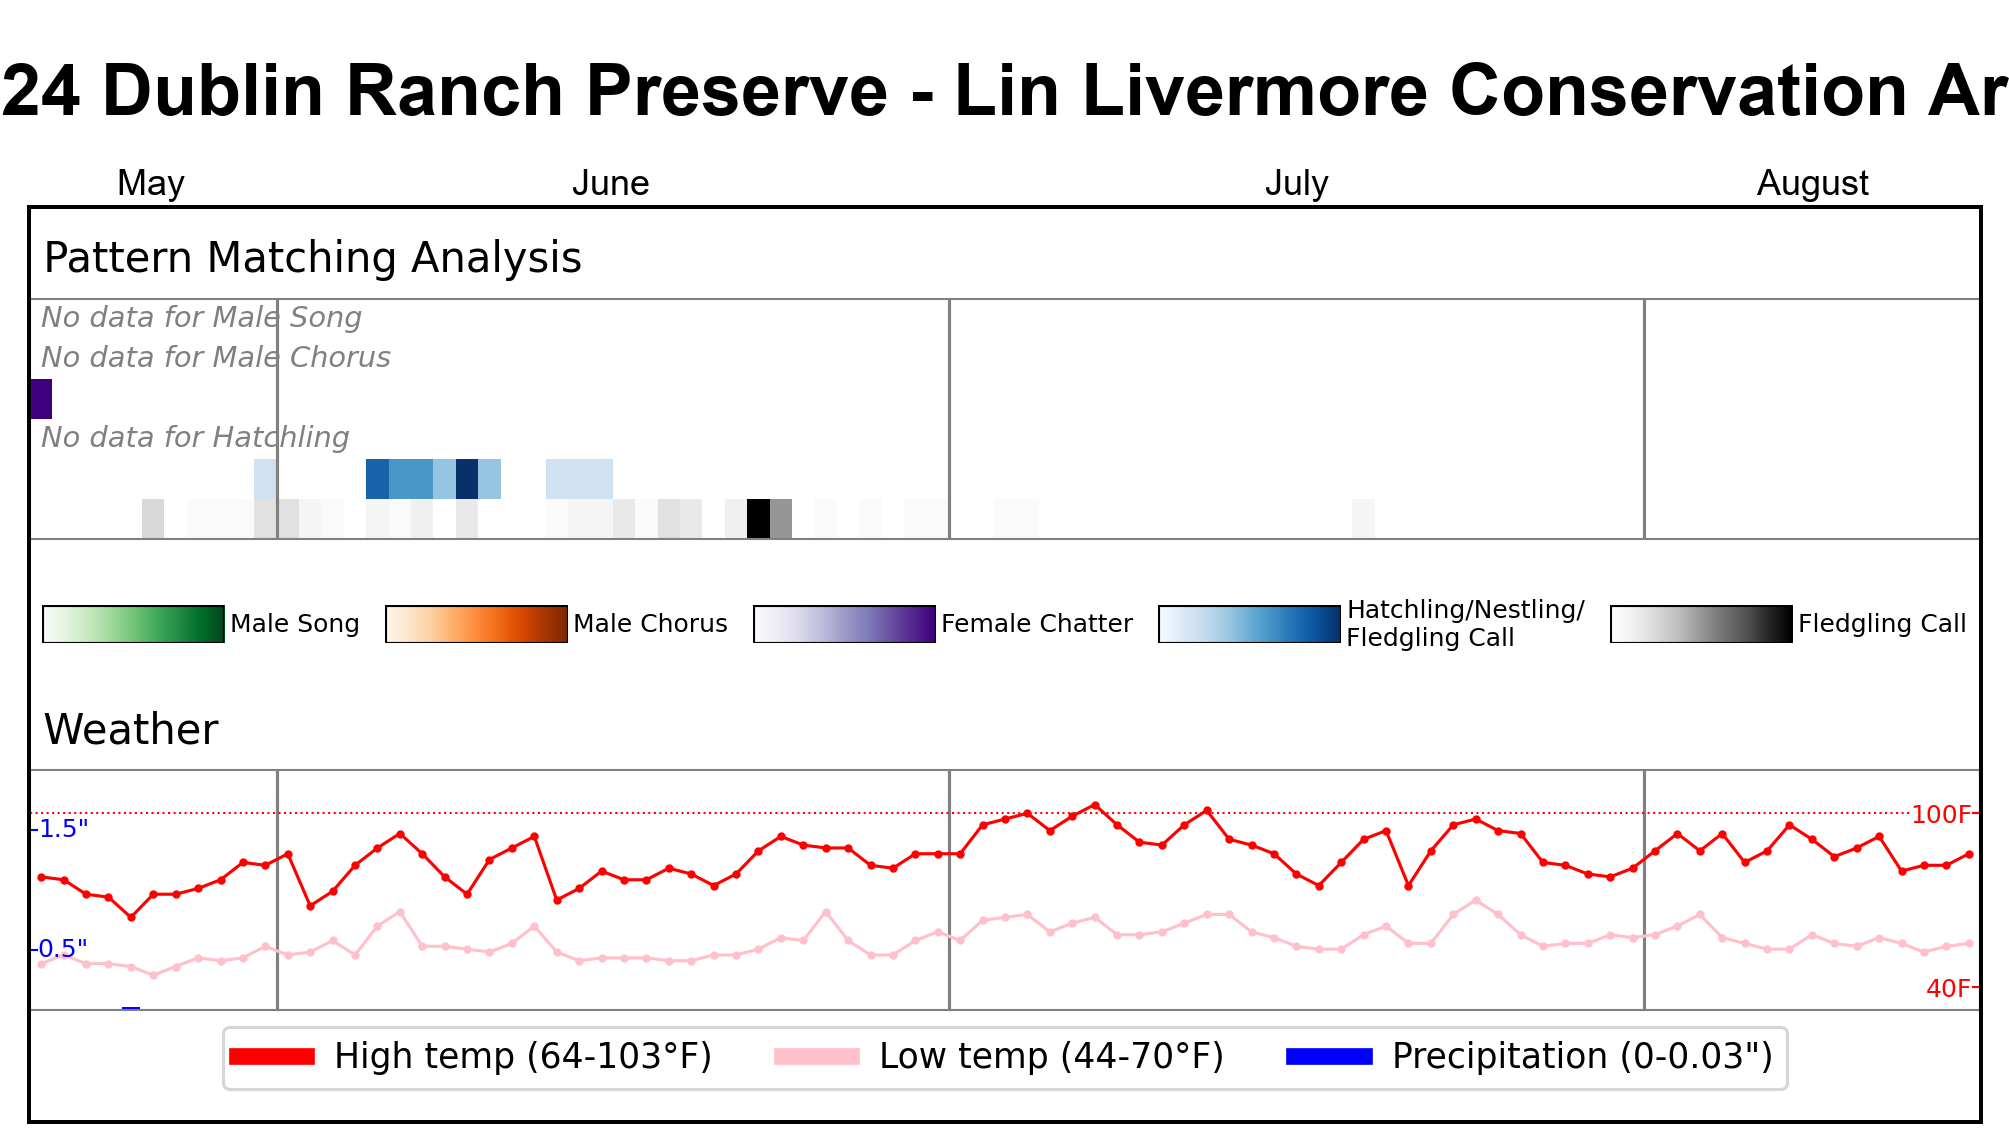 24 Dublin Ranch Preserve - Lin Livermore Conservation Ar
May June July August
Pattern Matching Analysis
No data for Male Song
No data for Male Chorus
No data for Hatchling
Male Song Male Chorus Female Chatter Hatchling/Nestling/
Fledgling Call Fledgling Call
Weather
1.5" 100F
0.5"
40F
High temp (64-103°F) Low temp (44-70°F) Precipitation (0-0.03")